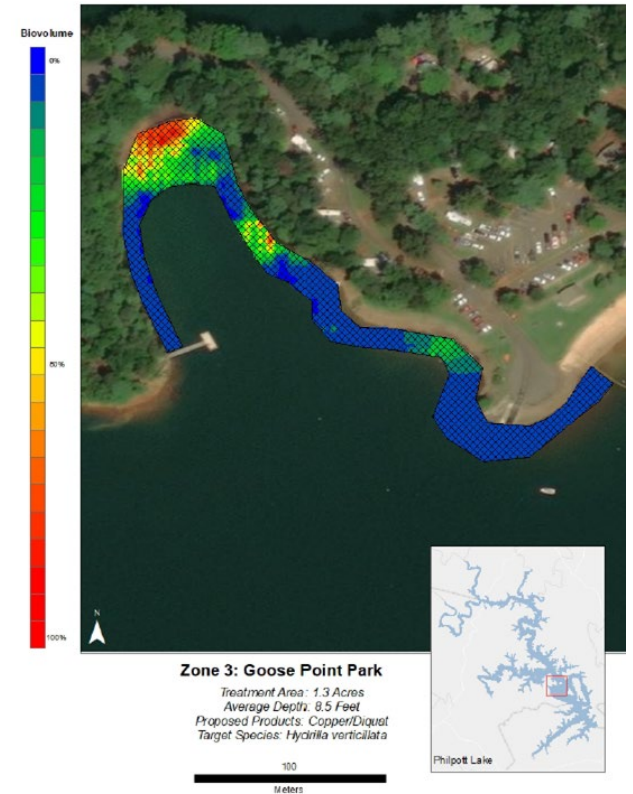 Biovolume
0%
50%
100%
N
Zone 3: Goose Point Park
Treatment Area: 1.3 Acres
Average Depth: 8.5 Feet
Proposed Products: Copper/Diquat
Target Species: Hydrilla verticillata
100
Meters
Philpott Lake